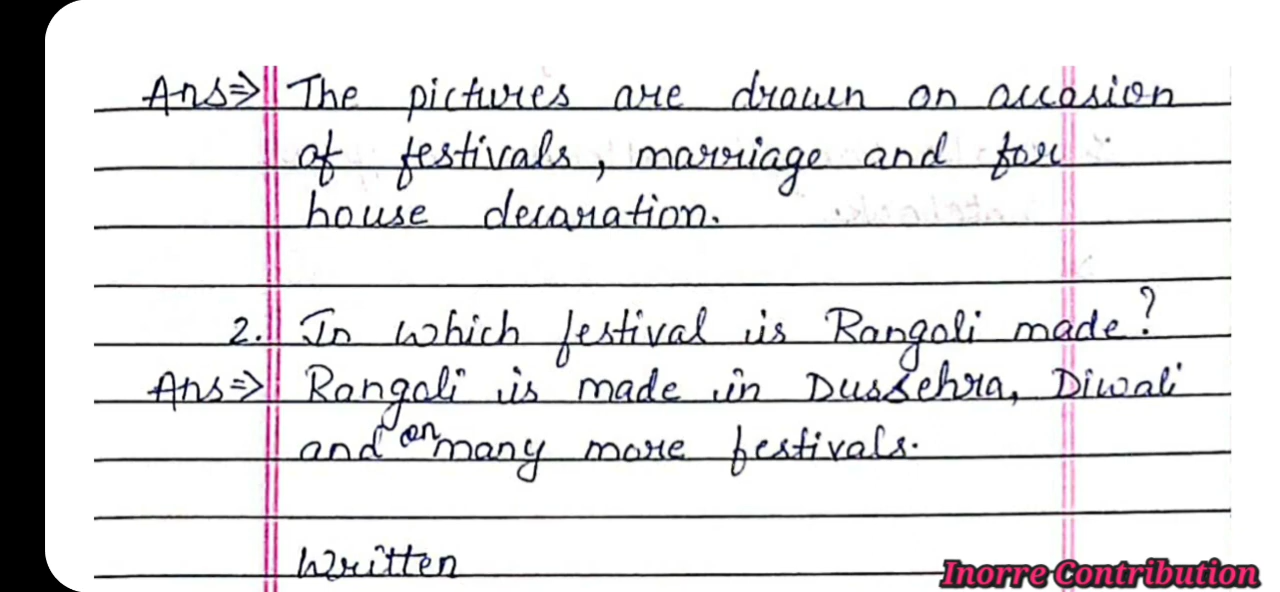 Ans⇒ The pictures are drawn on occasion
of festivals, marriage and for
house decoration.
2. In which festival is Rangoli made?
Ans⇒ Rangoli is made in Dussehra, Diwali
and on many more festivals.
Written
Inorre Contribution